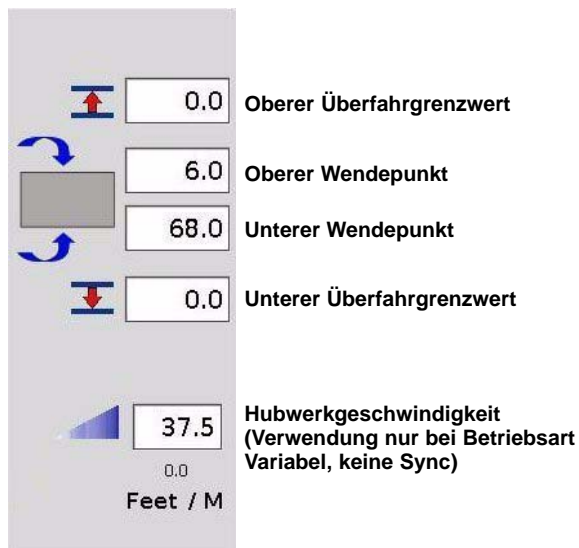 0.0 Oberer Überfahrgrenzwert
6.0 Oberer Wendepunkt
68.0 Unterer Wendepunkt
0.0 Unterer Überfahrgrenzwert
37.5 Hubwerkgeschwindigkeit
(Verwendung nur bei Betriebsart
Variabel, keine Sync)
0.0
Feet / M